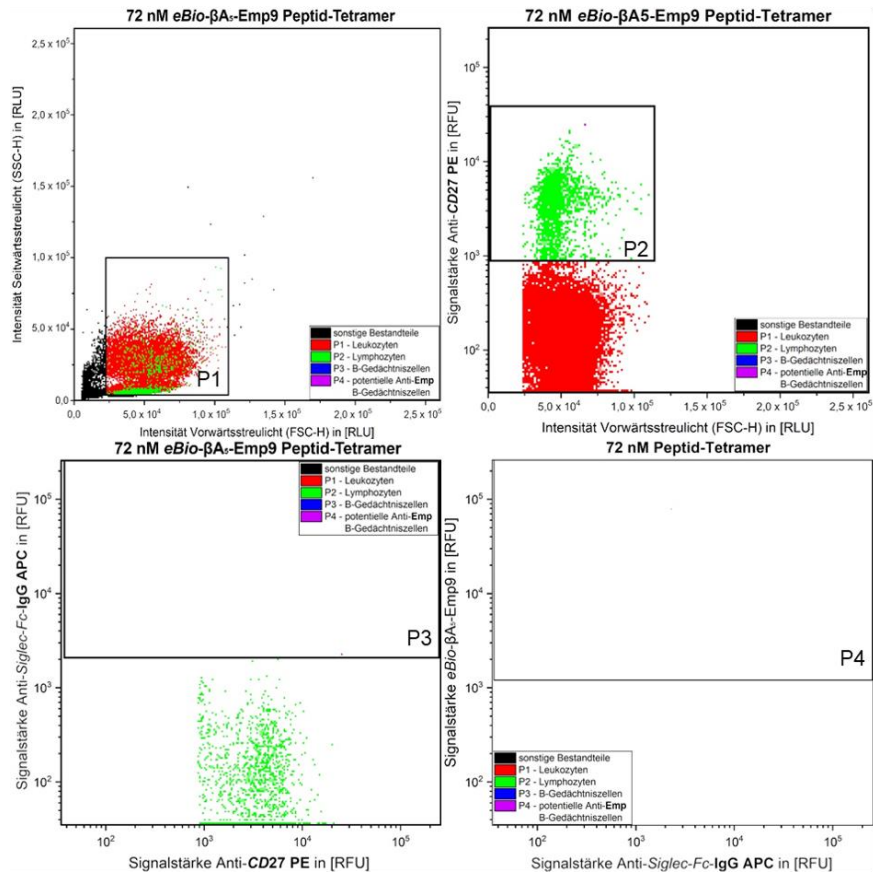 72 nM eBio-βA₅-Emp9 Peptid-Tetramer
Intensität Seitwärtsstreulicht (SSC-H) in [RLU]
2,5 x 10⁵
2,0 x 10⁵
1,5 x 10⁵
1,0 x 10⁵
5,0 x 10⁴
0,0
P1
sonstige Bestandteile
P1 - Leukozyten
P2 - Lymphozyten
P3 - B-Gedächtniszellen
P4 - potentielle Anti-Emp
B-Gedächtniszellen
0,0 5,0 x 10⁴ 1,0 x 10⁵ 1,5 x 10⁵ 2,0 x 10⁵ 2,5 x 10⁵
Intensität Vorwärtsstreulicht (FSC-H) in [RLU]
72 nM eBio-βA5-Emp9 Peptid-Tetramer
Signalstärke Anti-CD27 PE in [RFU]
10⁵
10⁴
10³
10²
P2
sonstige Bestandteile
P1 - Leukozyten
P2 - Lymphozyten
P3 - B-Gedächtniszellen
P4 - potentielle Anti-Emp
B-Gedächtniszellen
0,0 5,0 x 10⁴ 1,0 x 10⁵ 1,5 x 10⁵ 2,0 x 10⁵ 2,5 x 10⁵
Intensität Vorwärtsstreulicht (FSC-H) in [RLU]
72 nM eBio-βA₅-Emp9 Peptid-Tetramer
Signalstärke Anti-Siglec-Fc-IgG APC in [RFU]
10⁵
10⁴
10³
10²
sonstige Bestandteile
P1 - Leukozyten
P2 - Lymphozyten
P3 - B-Gedächtniszellen
P4 - potentielle Anti-Emp
B-Gedächtniszellen
P3
10² 10³ 10⁴ 10⁵
Signalstärke Anti-CD27 PE in [RFU]
72 nM Peptid-Tetramer
Signalstärke eBio-βA₅-Emp9 in [RFU]
10⁵
10⁴
10³
10²
P4
sonstige Bestandteile
P1 - Leukozyten
P2 - Lymphozyten
P3 - B-Gedächtniszellen
P4 - potentielle Anti-Emp
B-Gedächtniszellen
10² 10³ 10⁴ 10⁵
Signalstärke Anti-Siglec-Fc-IgG APC in [RFU]